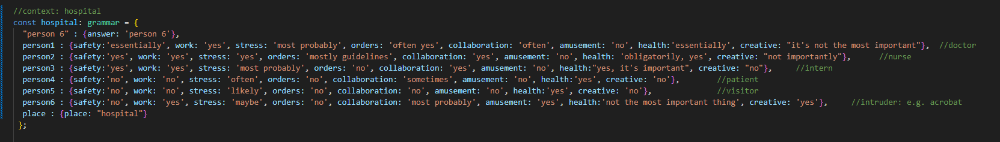 //context: hospital
const hospital: grammar = {
"person 6" : {answer: 'person 6'},
person1 : {safety:'essentially', work: 'yes', stress: 'most probably', orders: 'often yes', collaboration: 'often', amusement: 'no', health:'essentially', creative: "it's not the most important"}, //doctor
person2 : {safety:'yes', work: 'yes', stress: 'yes', orders: 'mostly guidelines', collaboration: 'yes', amusement: 'no', health: 'obligatorily, yes', creative: "not importantly"}, //nurse
person3 : {safety:'yes', work: 'yes', stress: 'most probably', orders: 'no', collaboration: 'yes', amusement: 'no', health:"yes, it's important", creative: "no"}, //intern
person4 : {safety:'no', work: 'no', stress: 'often', orders: 'no', collaboration: 'sometimes', amusement: 'no', health:'yes', creative: 'no'}, //patient
person5 : {safety:'no', work: 'no', stress: 'likely', orders: 'no', collaboration: 'no', amusement: 'no', health:'yes', creative: 'no'}, //visitor
person6 : {safety:'no', work: 'yes', stress: 'maybe', orders: 'no', collaboration: 'most probably', amusement: 'yes', health:'not the most important thing', creative: 'yes'}, //intruder: e.g. acrobat
place : {place: "hospital"}
};